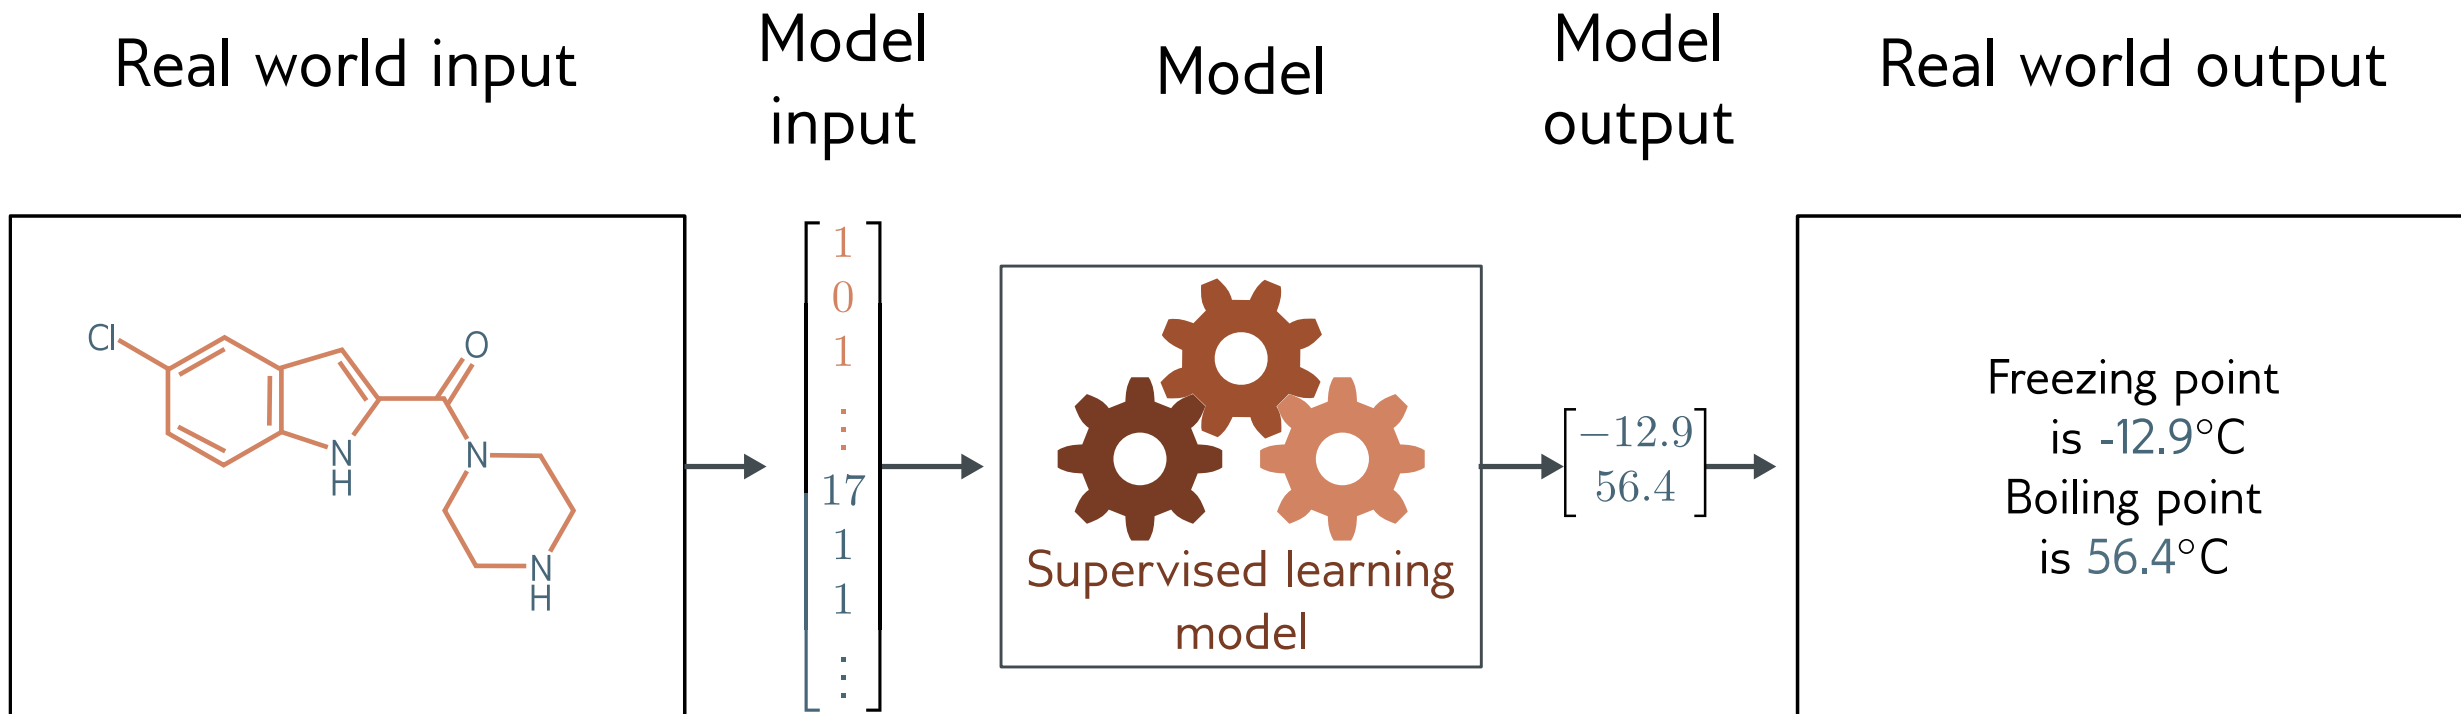 Real world input
Model
input
Model
Model
output
Real world output
Cl
O
N
H
N
N
H
1
0
1
⋮
17
1
1
⋮
Supervised learning
model
−12.9
56.4
Freezing point
is -12.9°C
Boiling point
is 56.4°C